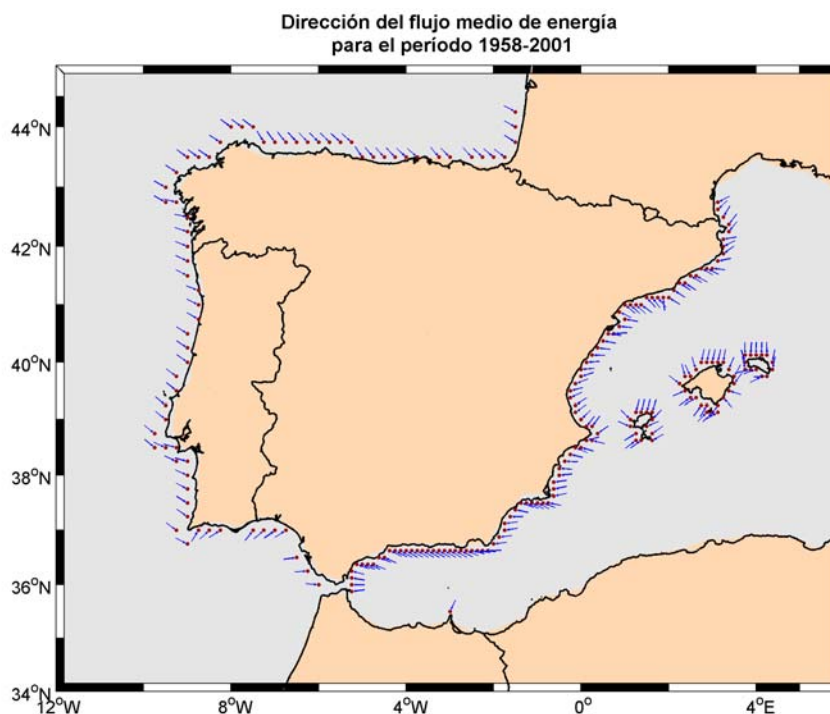 Dirección del flujo medio de energía
para el período 1958-2001
44°N
42°N
40°N
38°N
36°N
34°N
12°W
8°W
4°W
0°
4°E